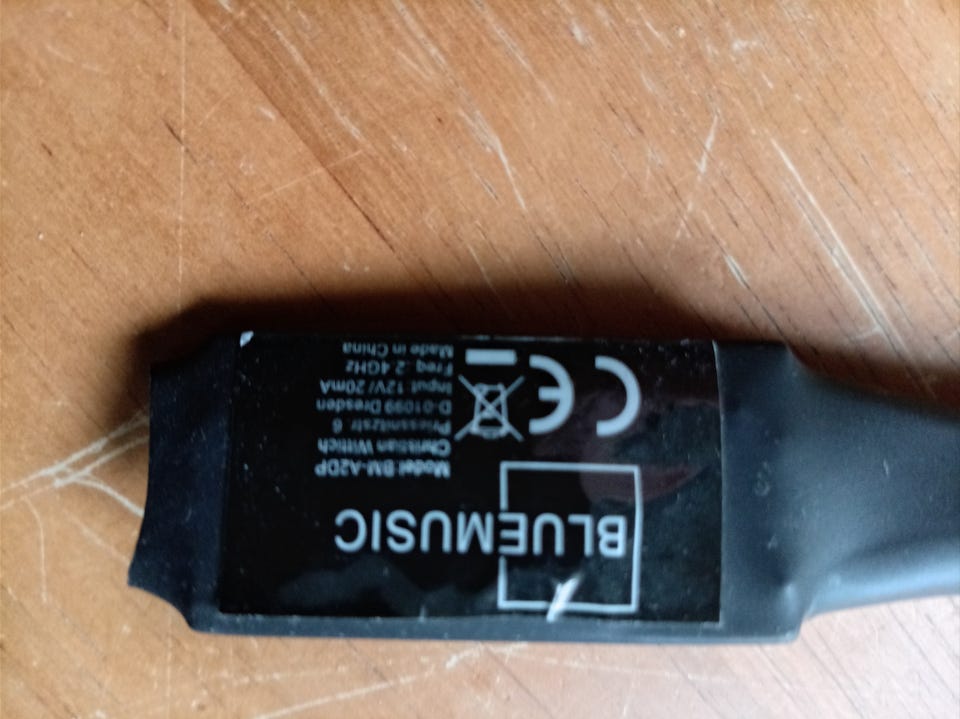 BLUEMUSIC
Model:BM-A2DP
Christian Wittich
Priessnitzstr. 6
D-01099 Dresden
Input: 12V/ 20mA
Freq.:2.4GHz
Made in China
CE